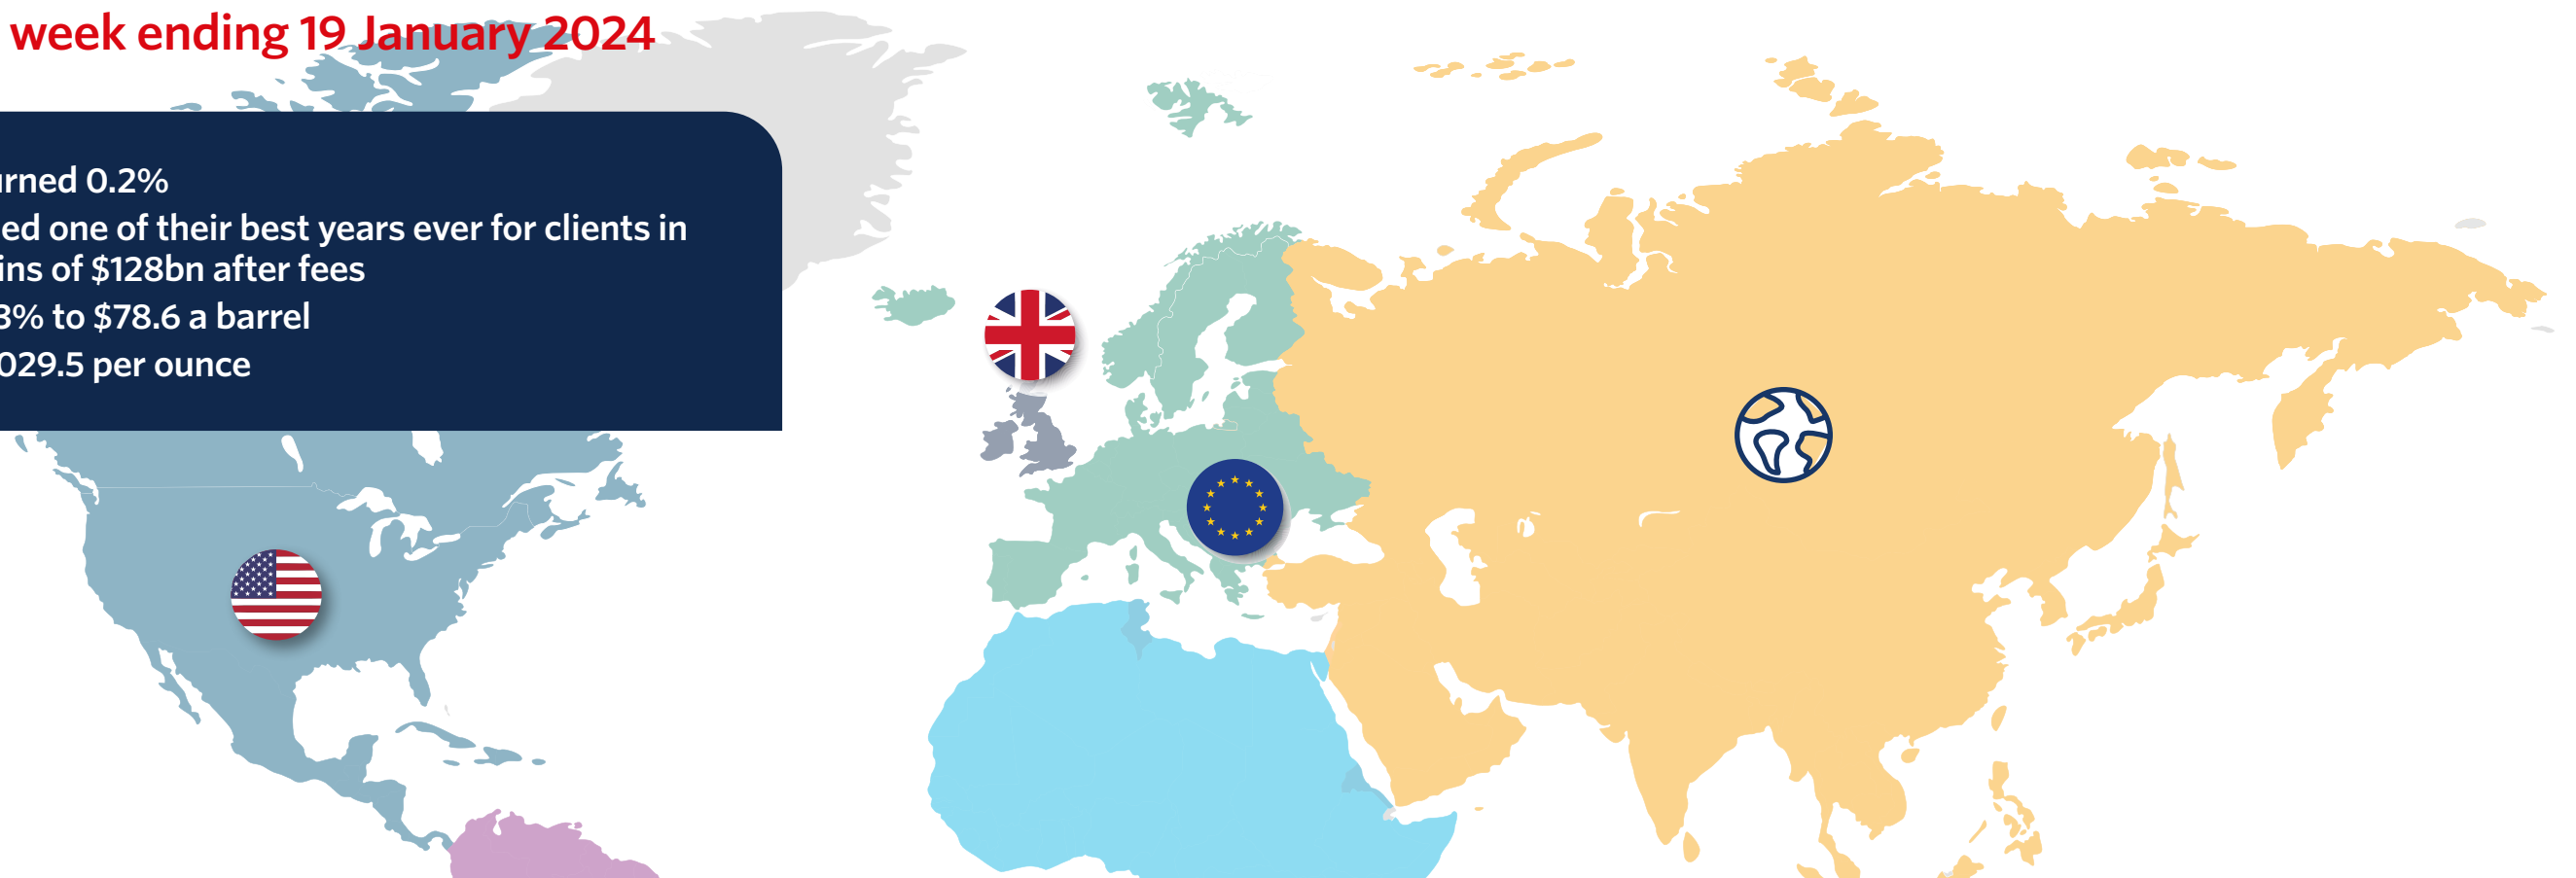 week ending 19 January 2024
urned 0.2%
ed one of their best years ever for clients in
ins of $128bn after fees
3% to $78.6 a barrel
029.5 per ounce